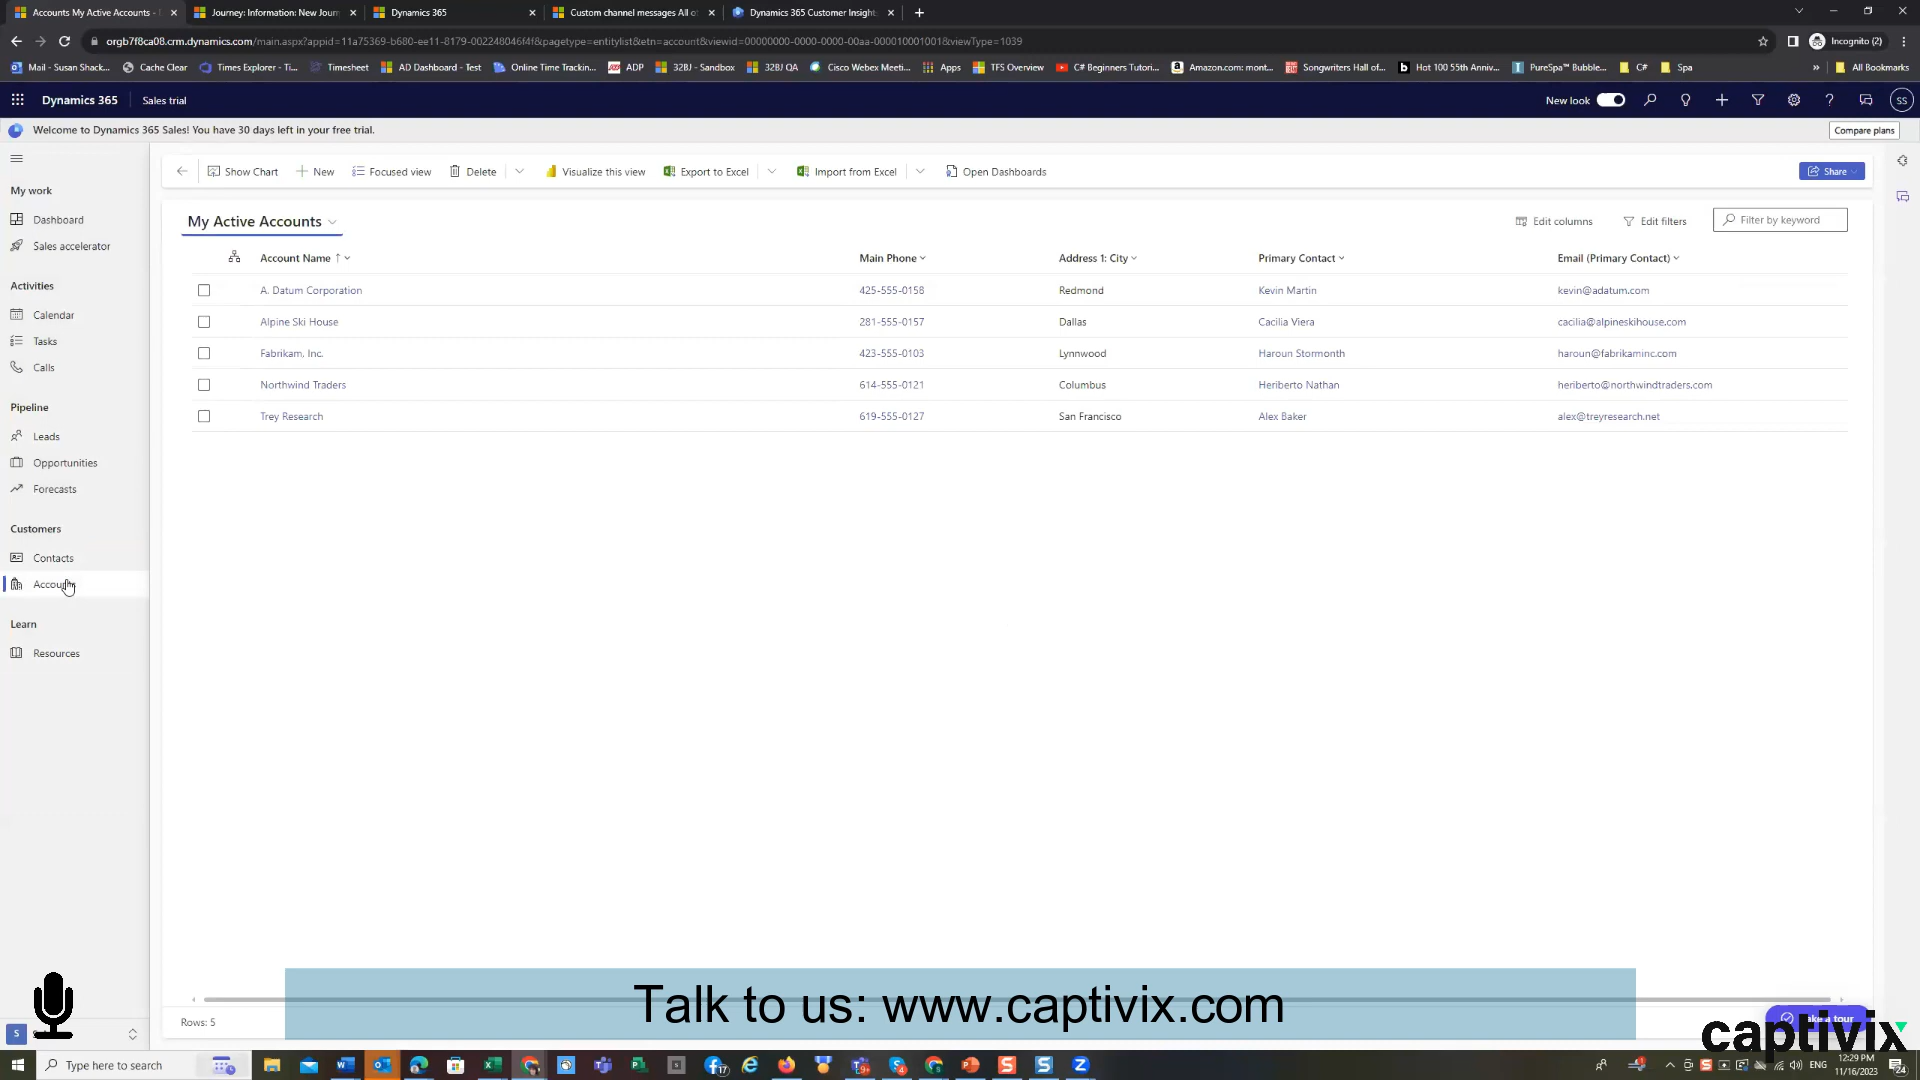 Accounts My Active Accounts -
Journey: Information: New Journ
Dynamics 365
Custom channel messages All o
Dynamics 365 Customer Insight
orgb7f8ca08.crm.dynamics.com/main.aspx?appid=11a75369-b680-ee11-8179-002248046f4f&pagetype=entitylist&etn=account&viewid=00000000-0000-0000-00aa-000010001001&viewType=1039
Incognito (2)
Mail - Susan Shack...
Cache Clear
Times Explorer - Ti...
Timesheet
AD Dashboard - Test
Online Time Trackin...
ADP
32BJ - Sandbox
32BJ QA
Cisco Webex Meeti...
Apps
TFS Overview
C# Beginners Tutori...
Amazon.com: mont...
Songwriters Hall of...
Hot 100 55th Anniv...
PureSpa™ Bubble...
C#
Spa
»
All Bookmarks
Dynamics 365
Sales trial
New look
SS
Welcome to Dynamics 365 Sales! You have 30 days left in your free trial.
Compare plans
Show Chart
New
Focused view
Delete
Visualize this view
Export to Excel
Import from Excel
Open Dashboards
Share
My work
Dashboard
Sales accelerator
Activities
Calendar
Tasks
Calls
Pipeline
Leads
Opportunities
Forecasts
Customers
Contacts
Accounts
Learn
Resources
My Active Accounts
Edit columns
Edit filters
Filter by keyword
Account Name ↑
Main Phone
Address 1: City
Primary Contact
Email (Primary Contact)
A. Datum Corporation 425-555-0158 Redmond Kevin Martin kevin@adatum.com
Alpine Ski House 281-555-0157 Dallas Cacilia Viera cacilia@alpineskihouse.com
Fabrikam, Inc. 423-555-0103 Lynnwood Haroun Stormonth haroun@fabrikaminc.com
Northwind Traders 614-555-0121 Columbus Heriberto Nathan heriberto@northwindtraders.com
Trey Research 619-555-0127 San Francisco Alex Baker alex@treyresearch.net
Talk to us: www.captivix.com
Rows: 5
S
ke a tour
captivix
Type here to search
17
9+
4
ENG
12:29 PM
11/16/2023
24